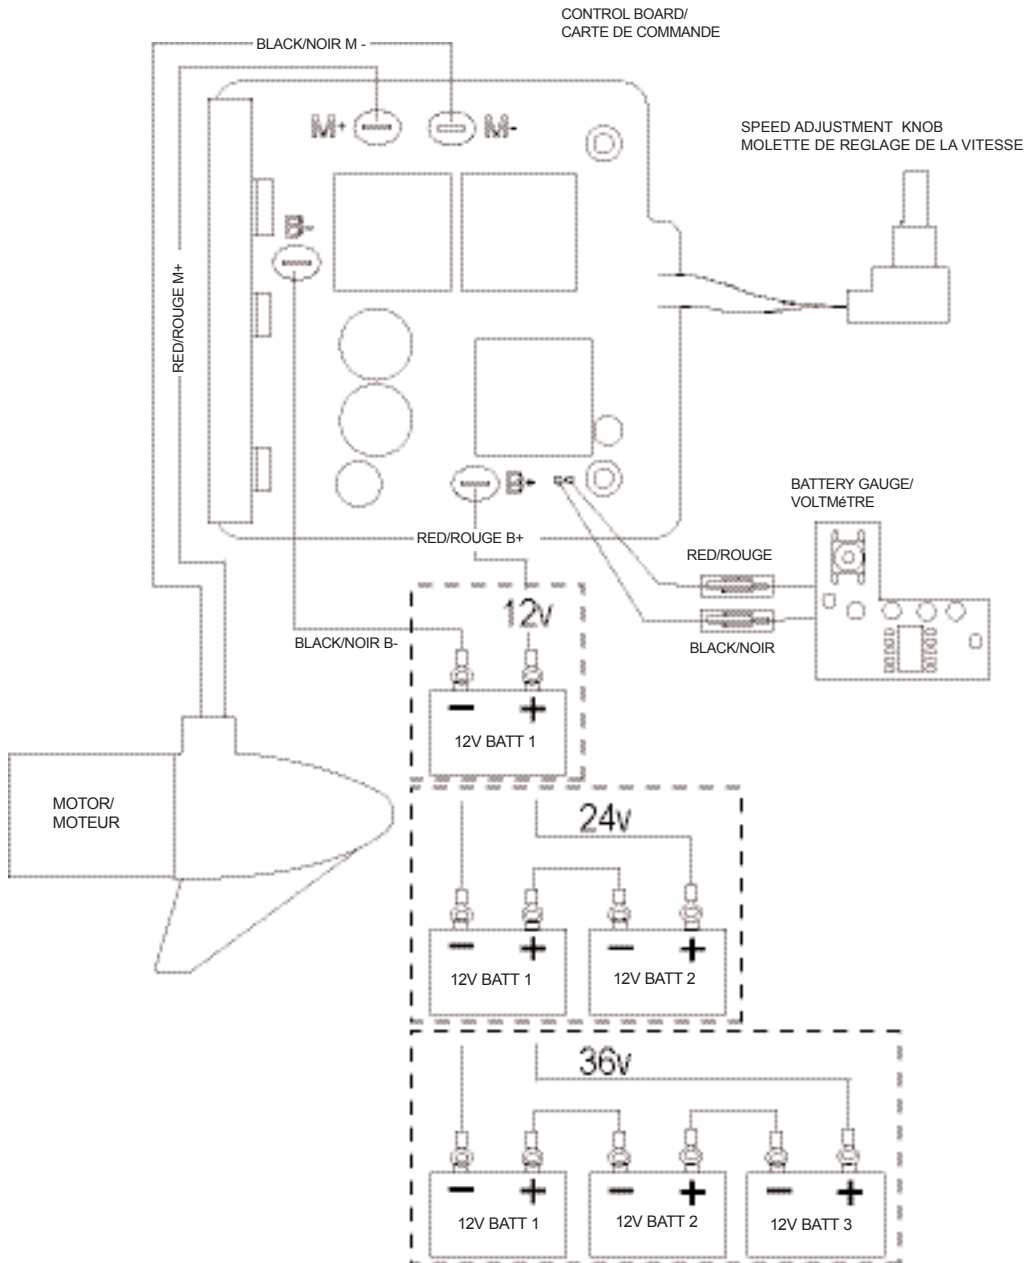 CONTROL BOARD/
CARTE DE COMMANDE
BLACK/NOIR M -
M+
M-
SPEED ADJUSTMENT KNOB
MOLETTE DE REGLAGE DE LA VITESSE
B-
RED/ROUGE M+
B+
BATTERY GAUGE/
VOLTMéTRE
RED/ROUGE B+
RED/ROUGE
12v
BLACK/NOIR B-
BLACK/NOIR
- +
12V BATT 1
MOTOR/
MOTEUR
24v
- +
- +
12V BATT 1
12V BATT 2
36v
- +
- +
- +
12V BATT 1
12V BATT 2
12V BATT 3